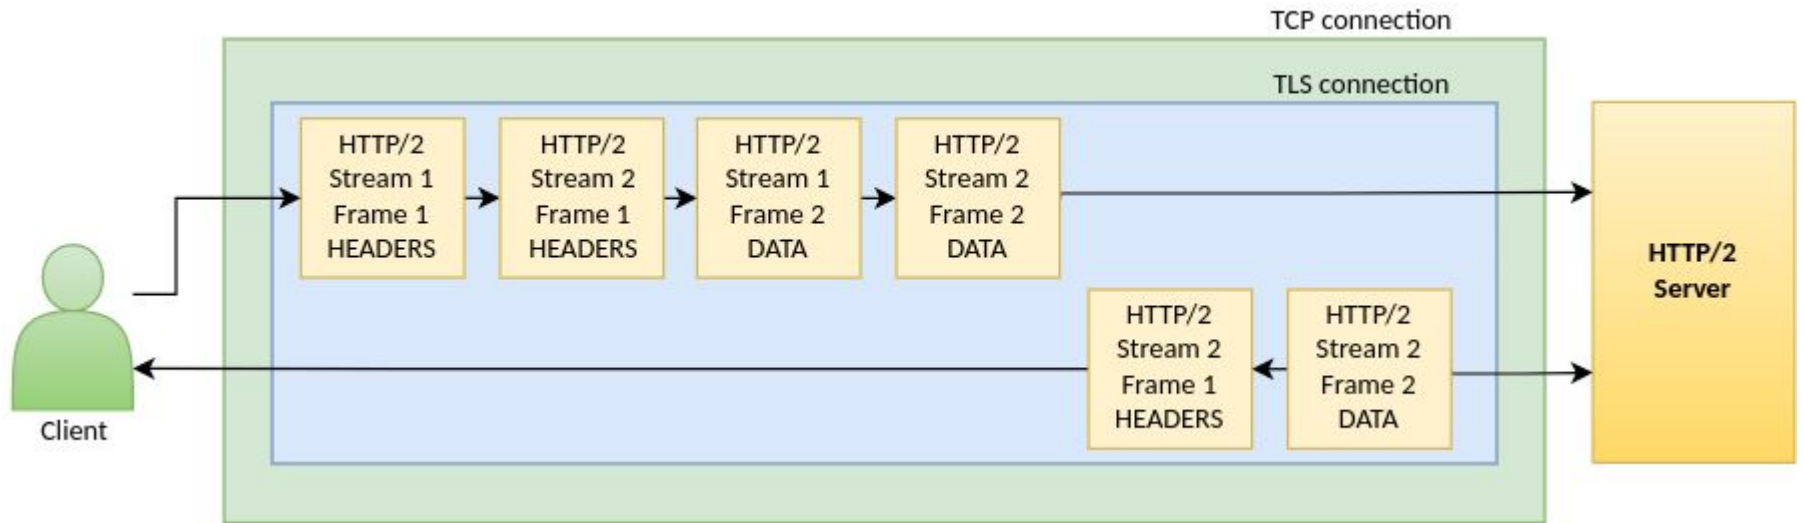 TCP connection
TLS connection
HTTP/2
Stream 1
Frame 1
HEADERS
HTTP/2
Stream 2
Frame 1
HEADERS
HTTP/2
Stream 1
Frame 2
DATA
HTTP/2
Stream 2
Frame 2
DATA
HTTP/2
Server
HTTP/2
Stream 2
Frame 1
HEADERS
HTTP/2
Stream 2
Frame 2
DATA
Client